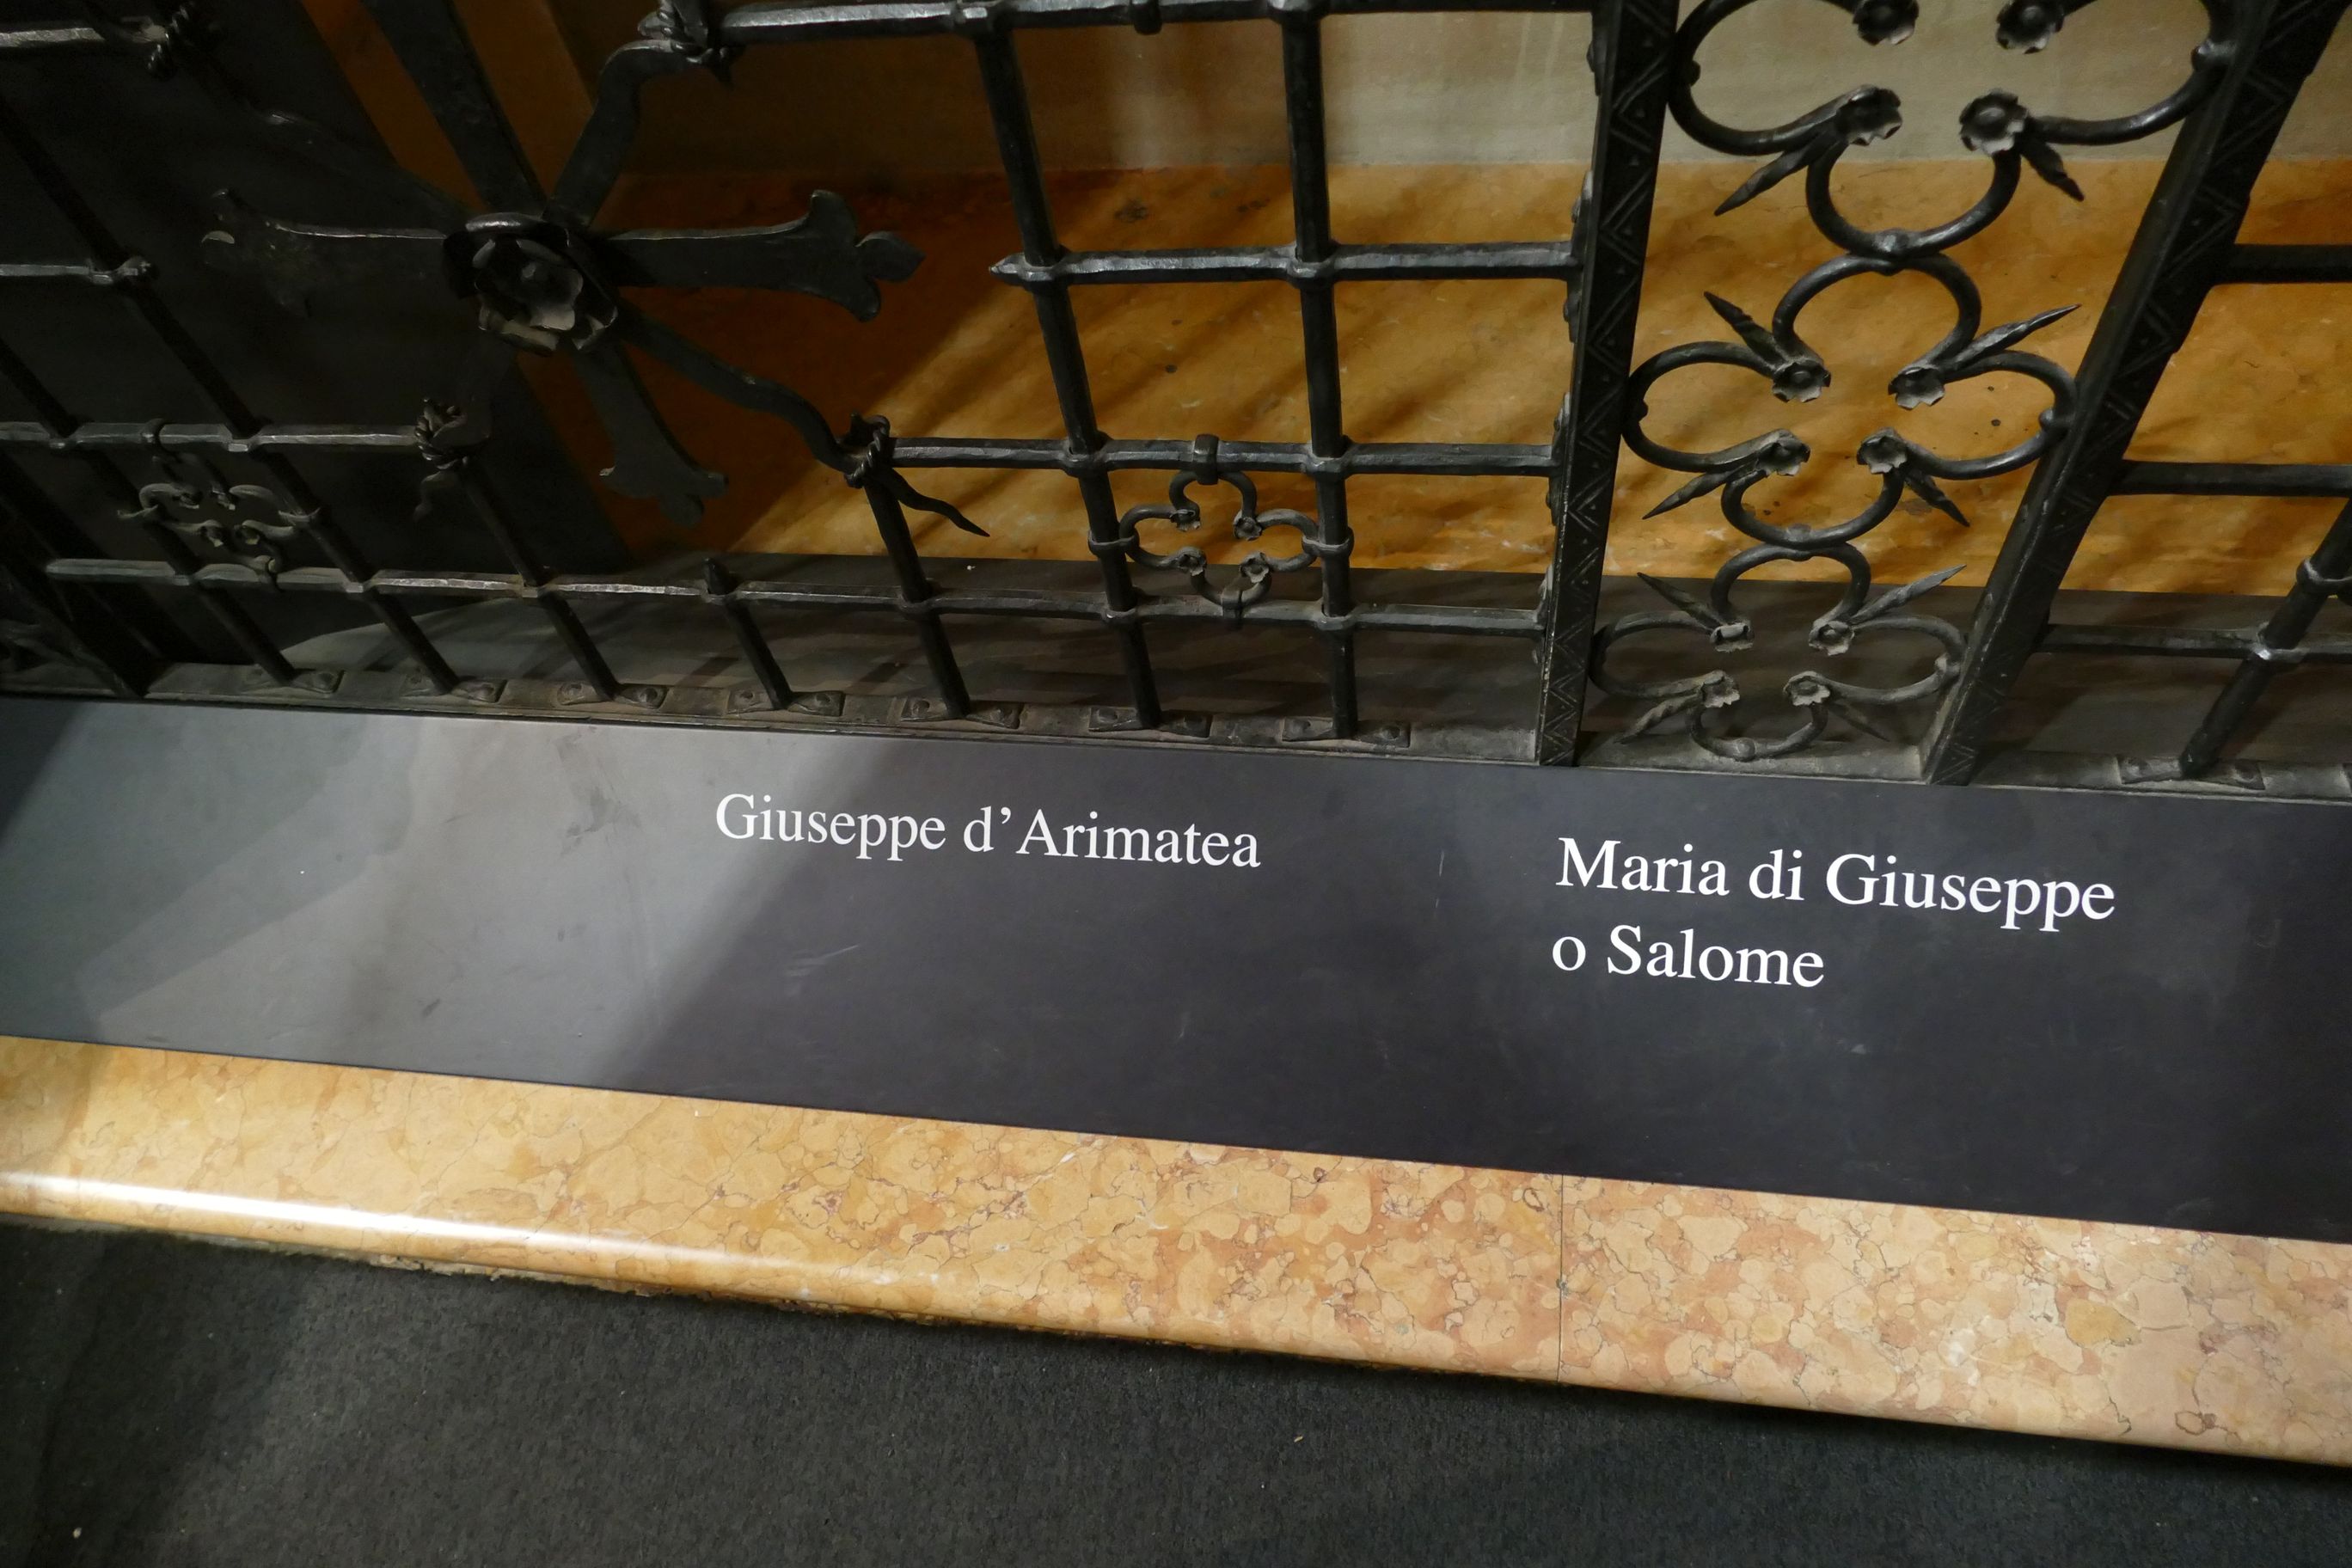 Giuseppe d’Arimatea
Maria di Giuseppe
o Salome